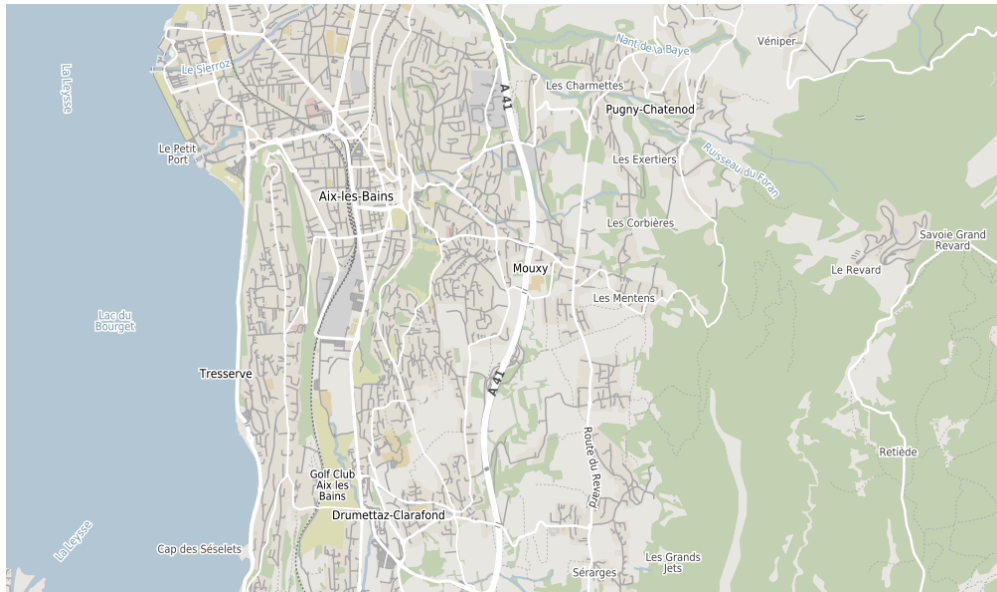 Véniper
Nant de la Baye
La Leysse
Le Sierroz
Les Charmettes
A 41
Pugny-Chatenod
Le Petit
Port
Les Exertiers
Ruisseau du Foran
Aix-les-Bains
Les Corbières
Savoie Grand
Revard
Mouxy
Le Revard
Les Mentens
Lac du
Bourget
Tresserve
A 41
Route du Revard
Retiède
Golf Club
Aix les
Bains
Drumettaz-Clarafond
La Leysse
Cap des Séselets
Les Grands
Jets
Sérarges